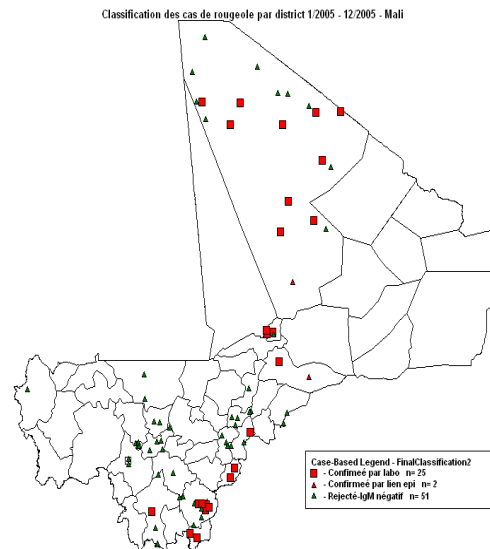 Classification des cas de rougeole par district 1/2005 - 12/2005 - Mali
Case-Based Legend - FinalClassification2
- Confirmeé par labo n= 25
- Confirmeé par lien epi n= 2
- Rejecté-IgM négatif n= 51